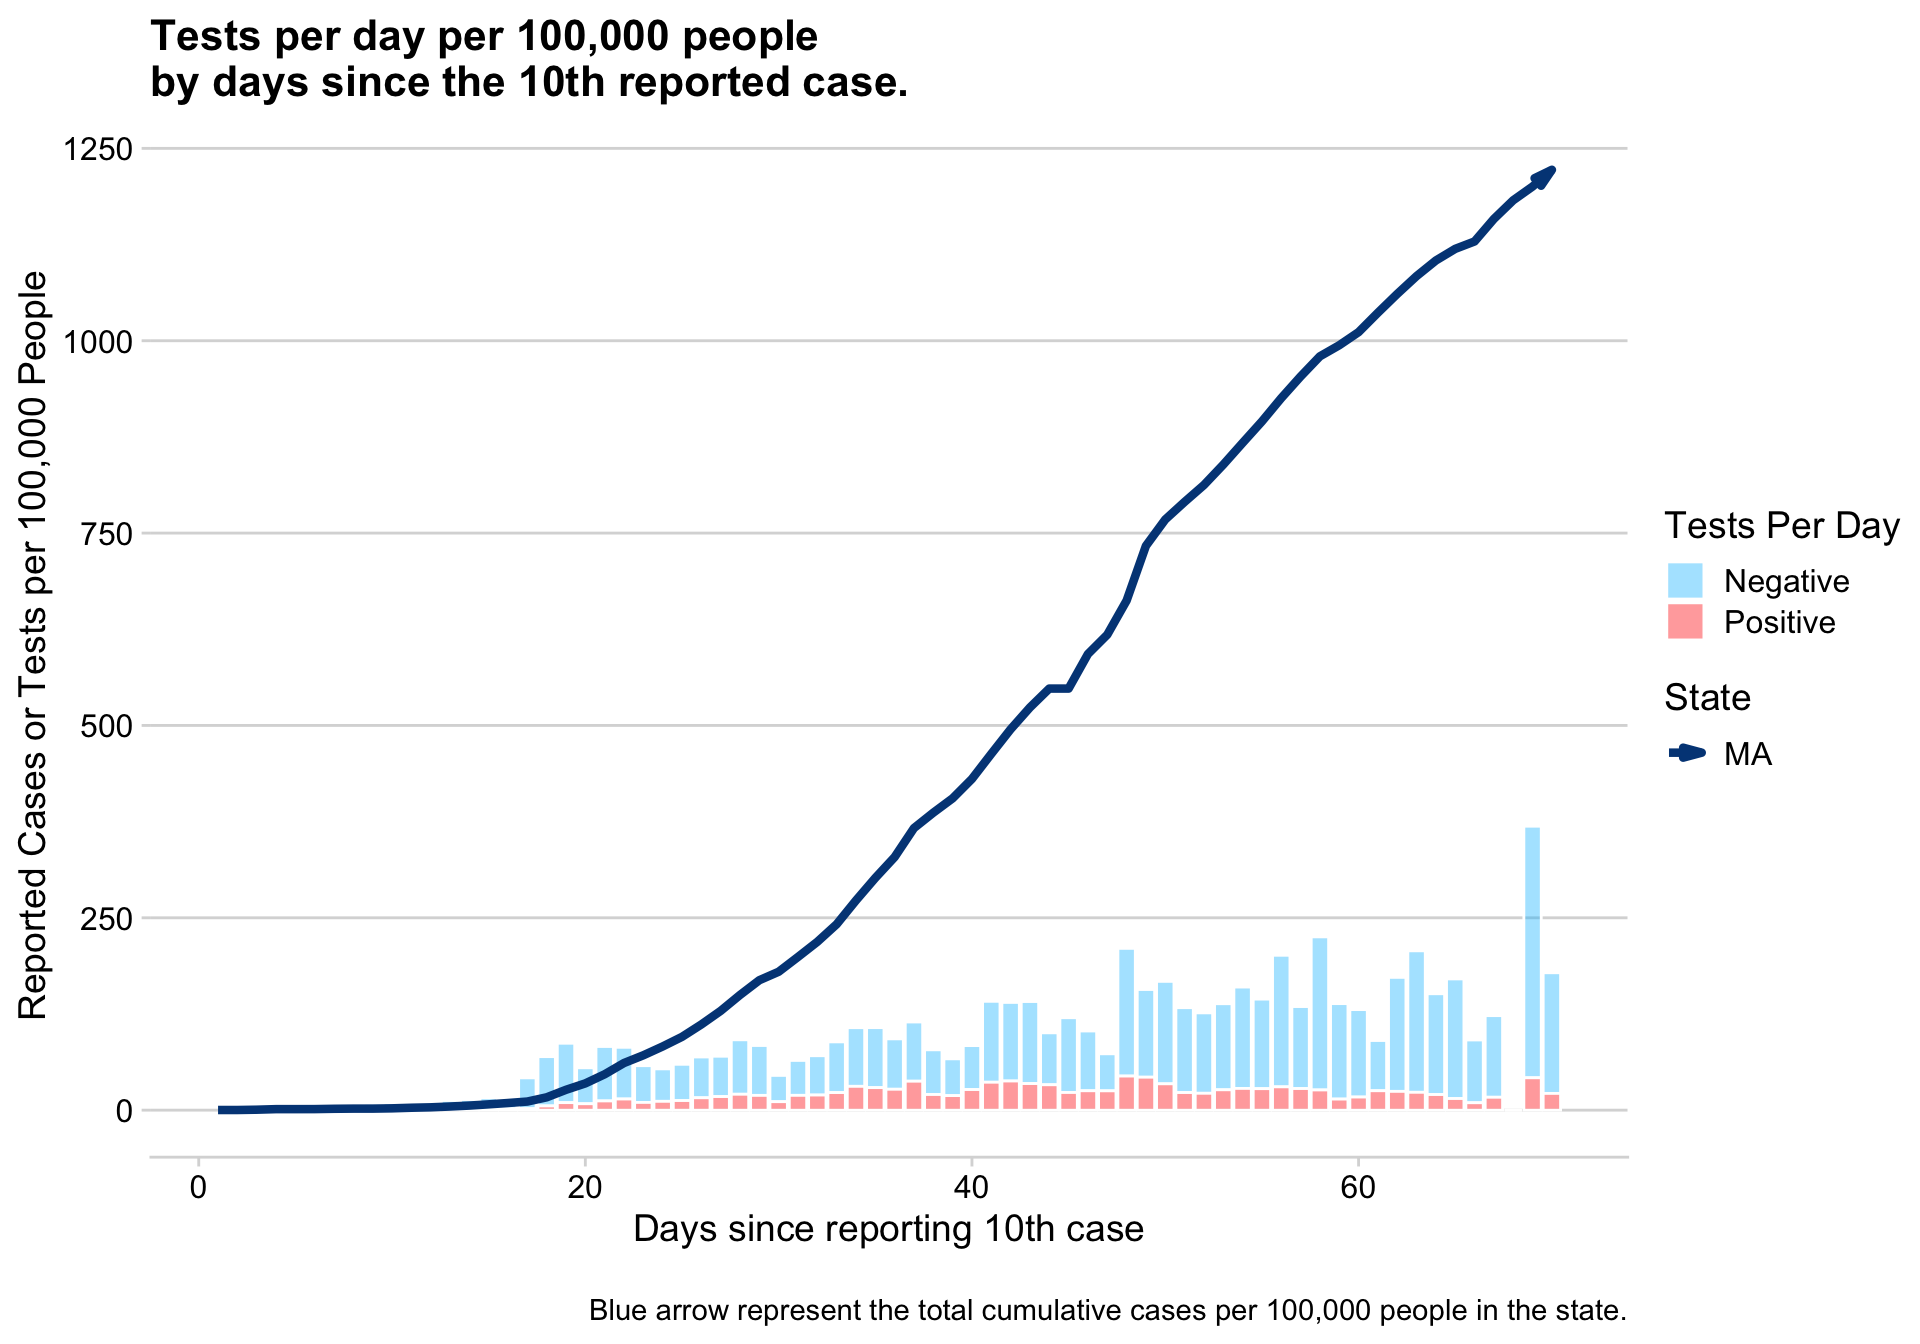 Tests per day per 100,000 people
by days since the 10th reported case.
Reported Cases or Tests per 100,000 People
1250
1000
750
500
250
0
0 20 40 60
Days since reporting 10th case
Tests Per Day
Negative
Positive
State
MA
Blue arrow represent the total cumulative cases per 100,000 people in the state.